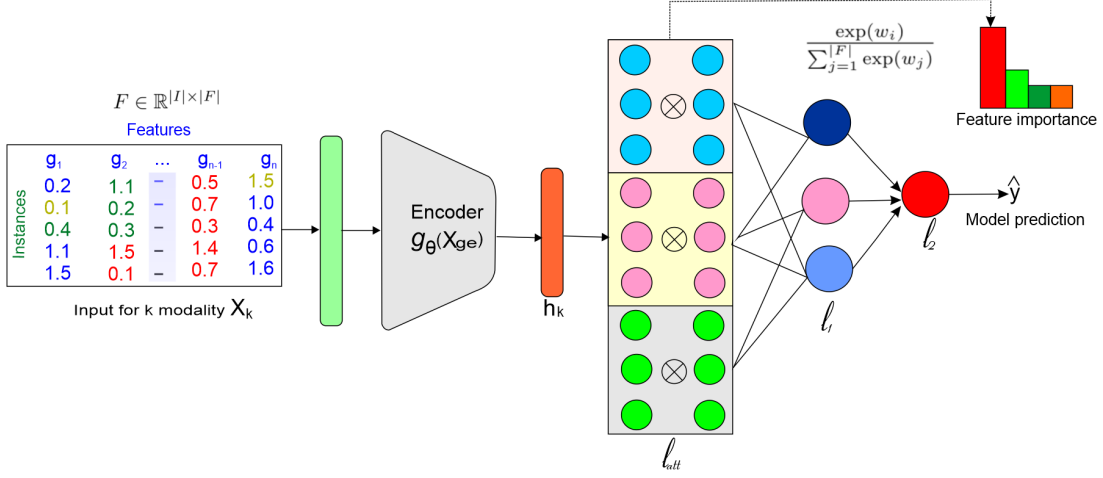 F ∈ ℝ^{|I|×|F|}
Features
Instances
g₁ g₂ ... gₙ₋₁ gₙ
0.2 1.1 – 0.5 1.5
0.1 0.2 – 0.7 1.0
0.4 0.3 – 0.3 0.4
1.1 1.5 – 1.4 0.6
1.5 0.1 – 0.7 1.6
Input for k modality Xₖ
Encoder
g_θ(Xge)
hₖ
⊗
⊗
⊗
ℓ_att
exp(wᵢ) / ∑_{j=1}^{|F|} exp(wⱼ)
Feature importance
ℓ₁
ℓ₂
ŷ
Model prediction